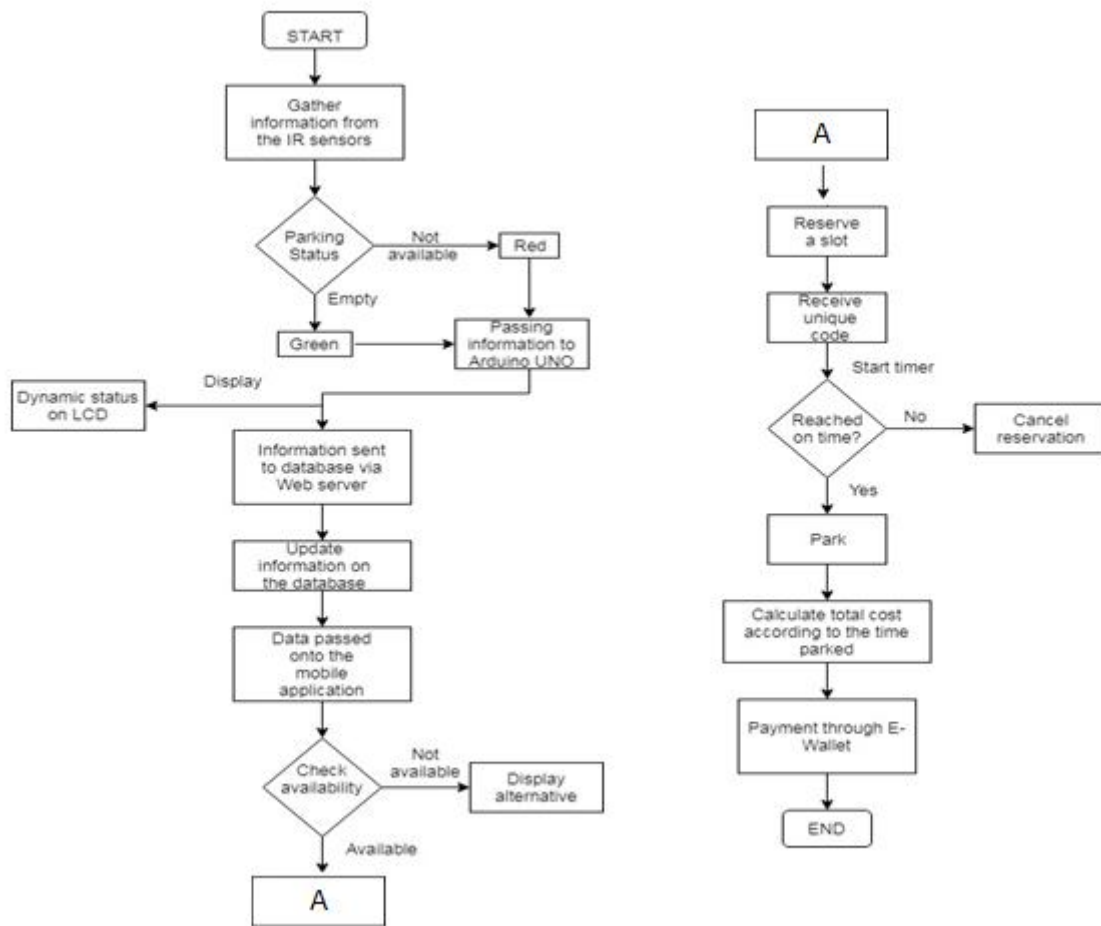 START
Gather
information from
the IR sensors
Parking
Status
Not
available
Red
Empty
Green
Passing
information to
Arduino UNO
Display
Dynamic status
on LCD
Information sent
to database via
Web server
Update
information on
the database
Data passed
onto the
mobile
application
Check
availability
Not
available
Display
alternative
Available
A
A
Reserve
a slot
Receive
unique
code
Start timer
Reached
on time?
No
Cancel
reservation
Yes
Park
Calculate total cost
according to the time
parked
Payment through E-
Wallet
END